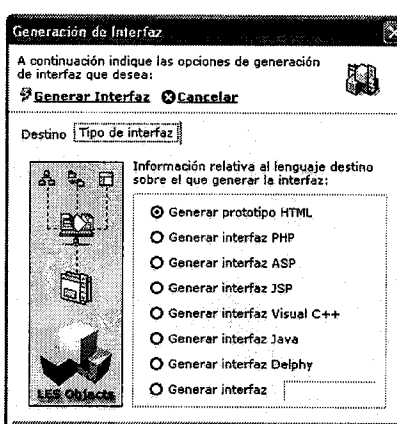 Generación de Interfaz
A continuación indique las opciones de generación
de interfaz que desea:
Generar Interfaz Cancelar
Destino Tipo de interfaz
Información relativa al lenguaje destino
sobre el que generar la interfaz:
Generar prototipo HTML
Generar interfaz PHP
Generar interfaz ASP
Generar interfaz JSP
Generar interfaz Visual C++
Generar interfaz Java
Generar interfaz Delphy
Generar interfaz
LES Objects